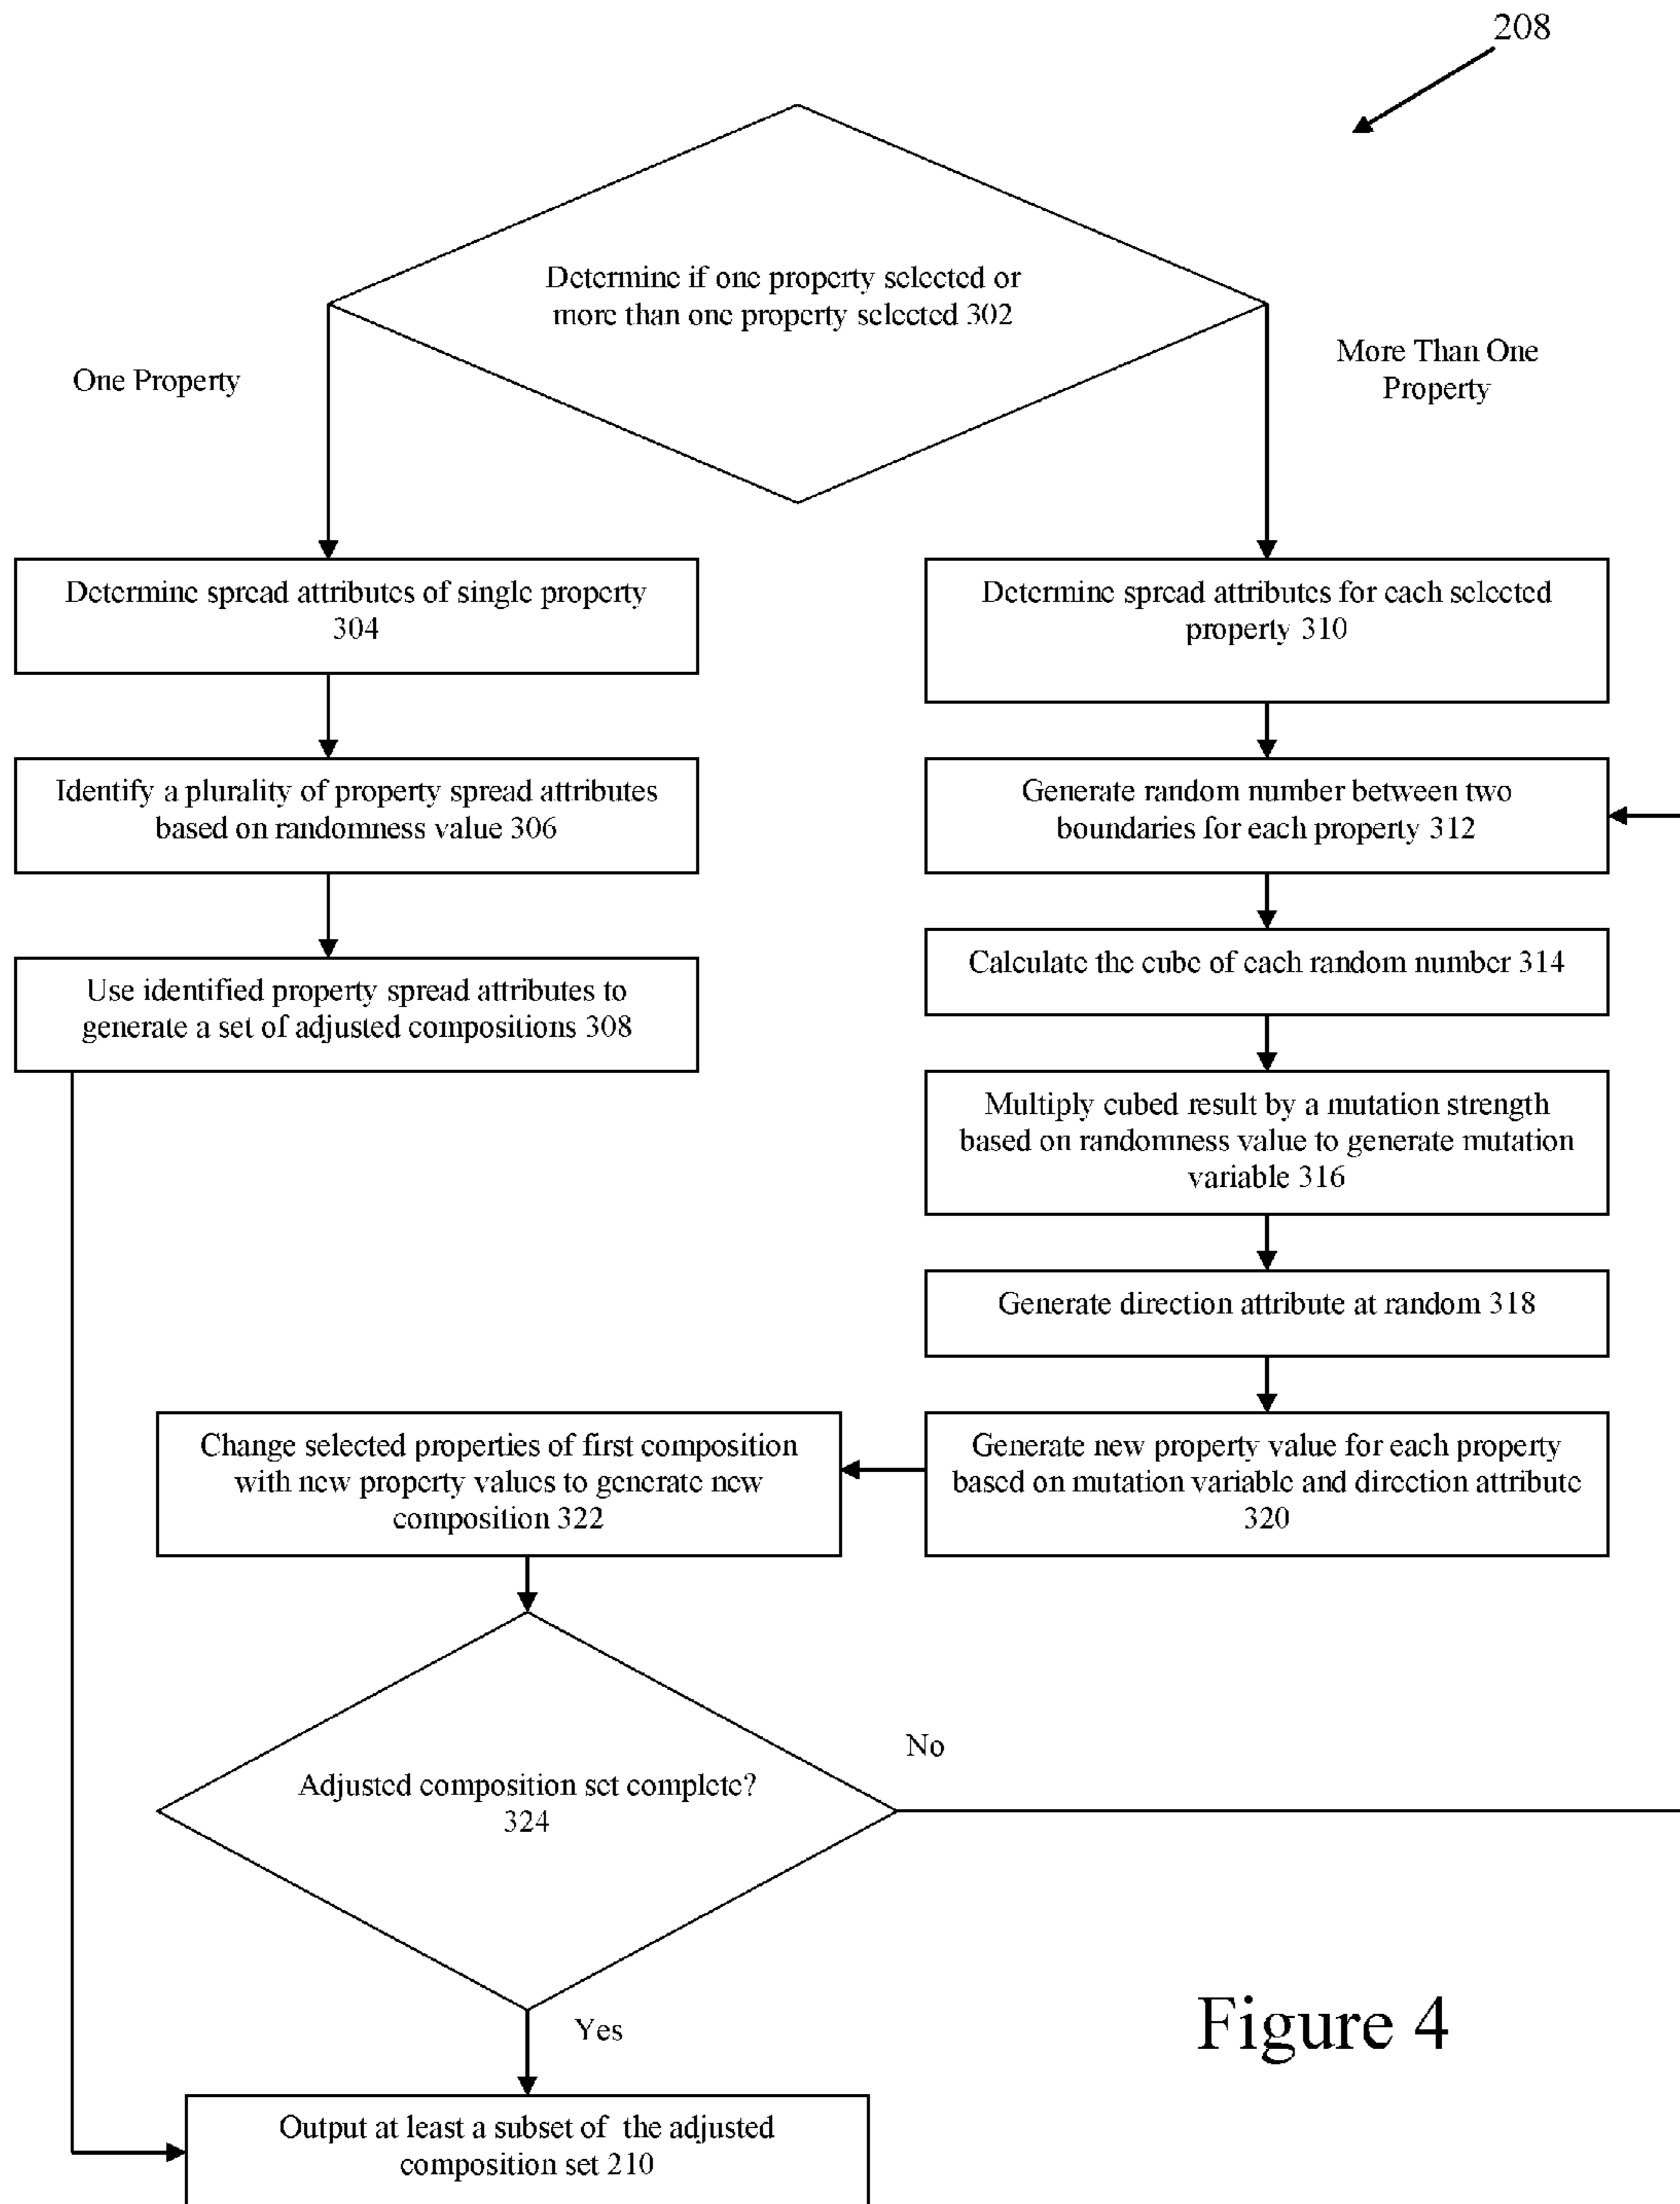 208
Determine if one property selected or
more than one property selected 302
One Property
More Than One
Property
Determine spread attributes of single property
304
Determine spread attributes for each selected
property 310
Identify a plurality of property spread attributes
based on randomness value 306
Generate random number between two
boundaries for each property 312
Use identified property spread attributes to
generate a set of adjusted compositions 308
Calculate the cube of each random number 314
Multiply cubed result by a mutation strength
based on randomness value to generate mutation
variable 316
Generate direction attribute at random 318
Generate new property value for each property
based on mutation variable and direction attribute
320
Change selected properties of first composition
with new property values to generate new
composition 322
Adjusted composition set complete?
324
No
Yes
Output at least a subset of the adjusted
composition set 210
Figure 4